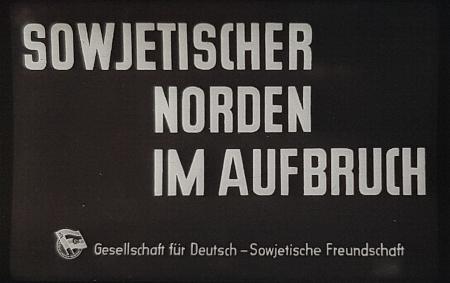 SOWJETISCHER
NORDEN
IM AUFBRUCH
Gesellschaft für Deutsch – Sowjetische Freundschaft